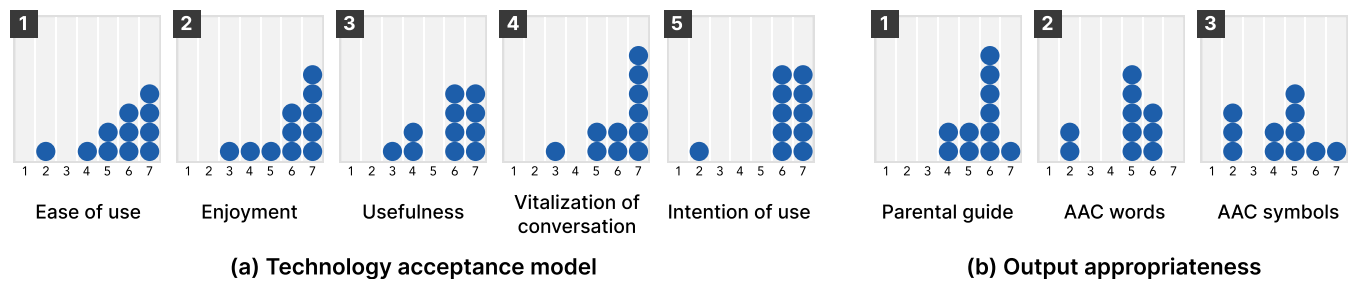 1 2 3 4 5 1 2 3
1 2 3 4 5 6 7 1 2 3 4 5 6 7 1 2 3 4 5 6 7 1 2 3 4 5 6 7 1 2 3 4 5 6 7 1 2 3 4 5 6 7 1 2 3 4 5 6 7 1 2 3 4 5 6 7
Ease of use
Enjoyment
Usefulness
Vitalization of
conversation
Intention of use
Parental guide
AAC words
AAC symbols
(a) Technology acceptance model
(b) Output appropriateness